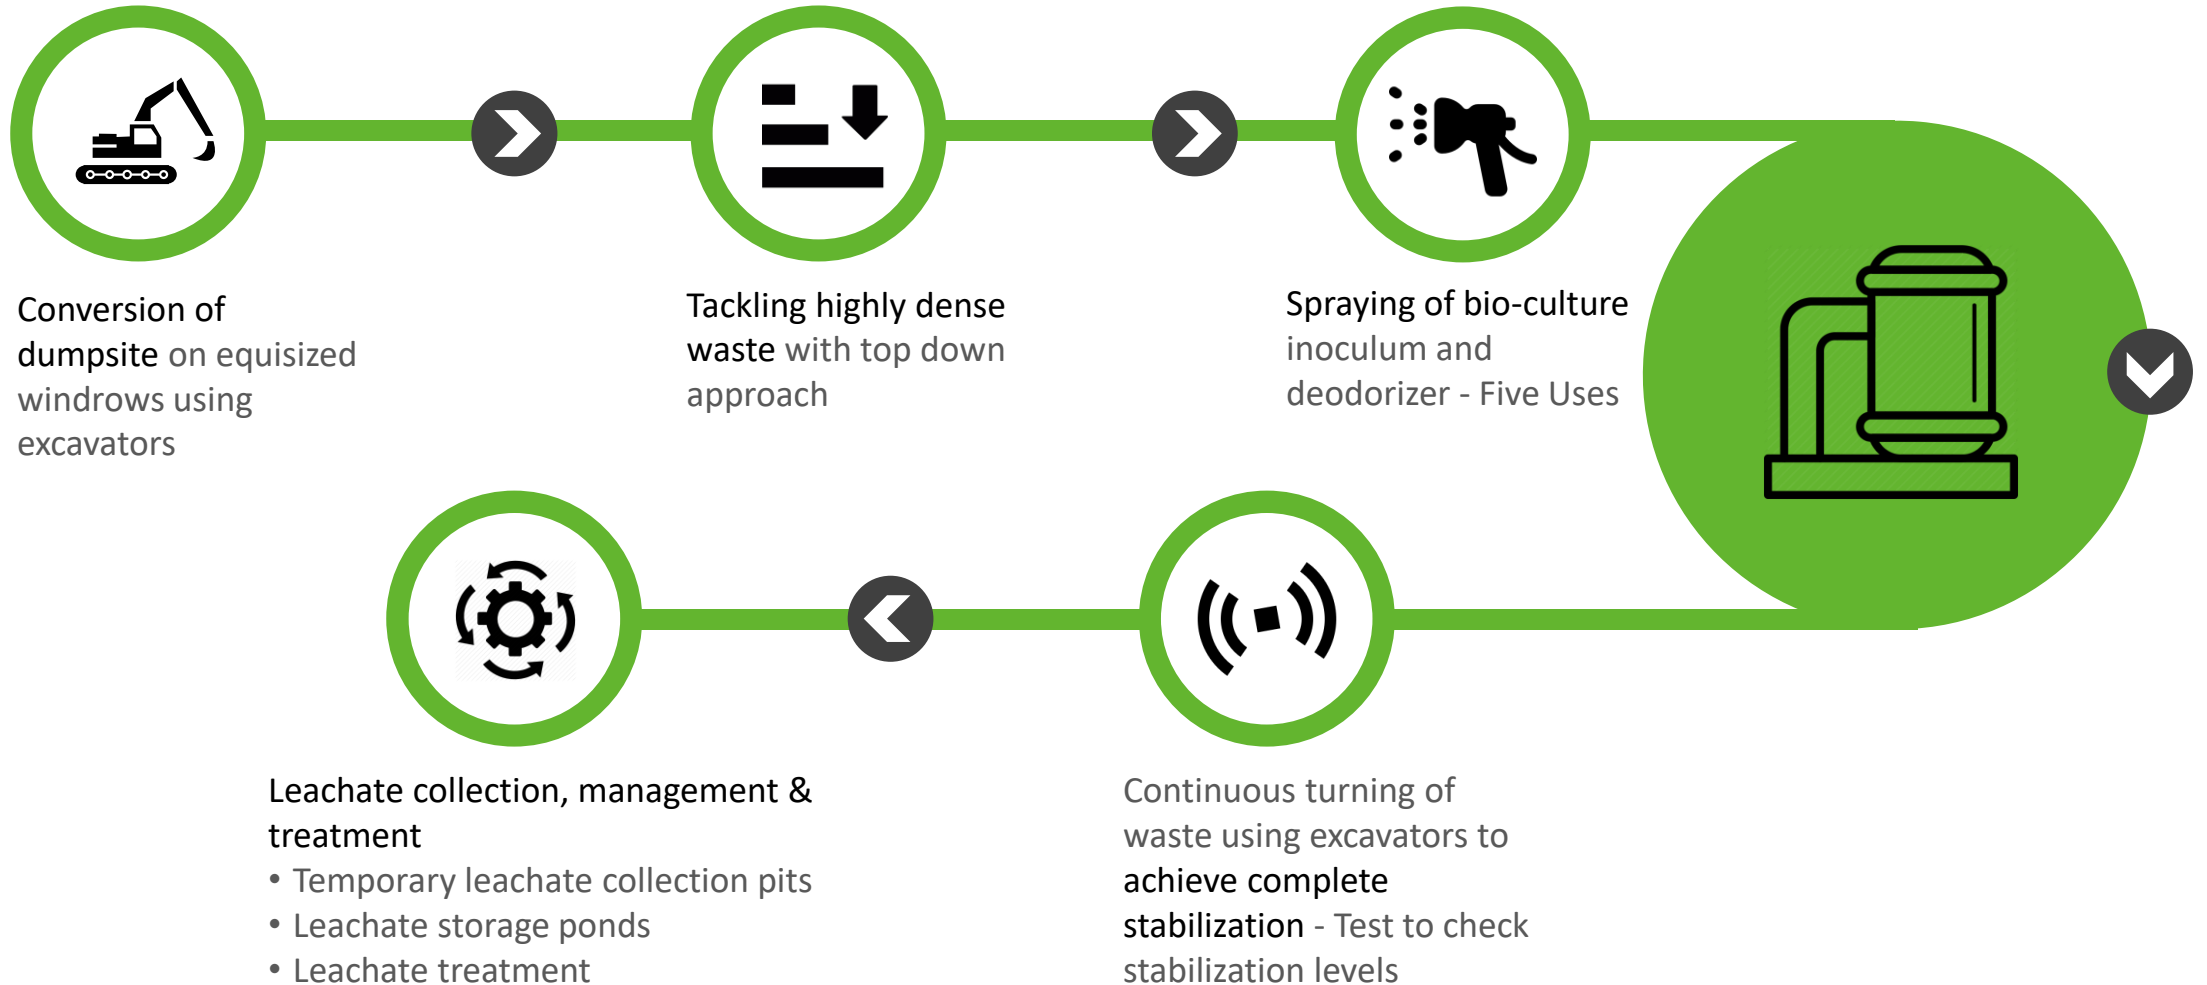 Conversion of
dumpsite on equisized
windrows using
excavators
Tackling highly dense
waste with top down
approach
Spraying of bio-culture
inoculum and
deodorizer - Five Uses
Leachate collection, management &
treatment
• Temporary leachate collection pits
• Leachate storage ponds
• Leachate treatment
Continuous turning of
waste using excavators to
achieve complete
stabilization - Test to check
stabilization levels